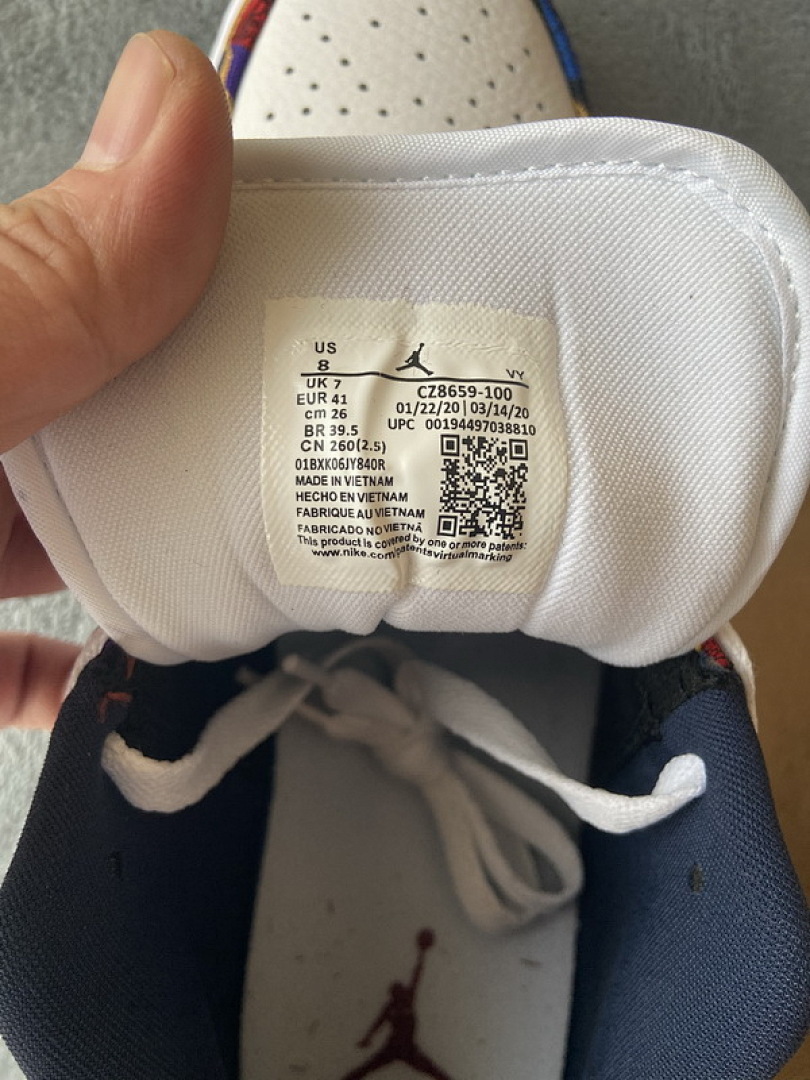 US
8
VY
UK 7
CZ8659-100
EUR 41
01/22/20 | 03/14/20
cm 26
UPC 00194497038810
BR 39.5
CN 260(2.5)
01BXK06JY840R
MADE IN VIETNAM
HECHO EN VIETNAM
FABRIQUE AU VIETNAM
FABRICADO NO VIETNÃ
This product is covered by one or more patents:
www.nike.com/patentsvirtualmarking